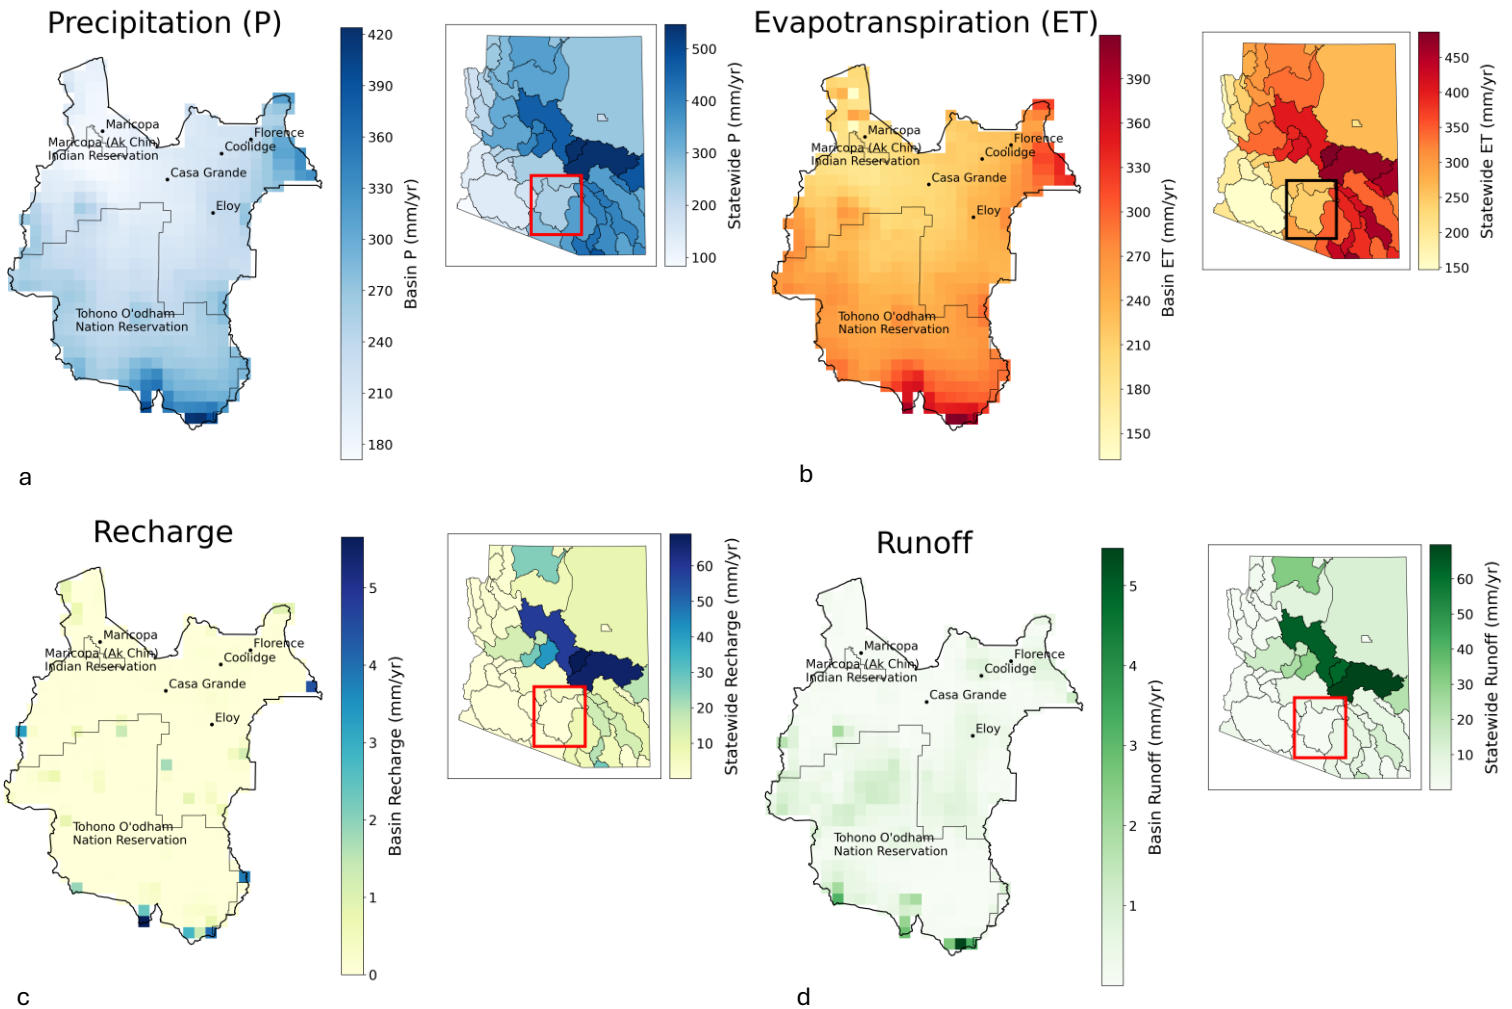 Precipitation (P)
Maricopa
Maricopa (Ak Chin)
Indian Reservation
Florence
Coolidge
Casa Grande
Eloy
Tohono O'odham
Nation Reservation
420
390
360
330
300
270
240
210
180
Basin P (mm/yr)
500
400
300
200
100
Statewide P (mm/yr)
a
Evapotranspiration (ET)
Maricopa
Maricopa (Ak Chin)
Indian Reservation
Florence
Coolidge
Casa Grande
Eloy
Tohono O'odham
Nation Reservation
390
360
330
300
270
240
210
180
150
Basin ET (mm/yr)
450
400
350
300
250
200
150
Statewide ET (mm/yr)
b
Recharge
Maricopa
Maricopa (Ak Chin)
Indian Reservation
Florence
Coolidge
Casa Grande
Eloy
Tohono O'odham
Nation Reservation
5
4
3
2
1
0
Basin Recharge (mm/yr)
60
50
40
30
20
10
Statewide Recharge (mm/yr)
c
Runoff
Maricopa
Maricopa (Ak Chin)
Indian Reservation
Florence
Coolidge
Casa Grande
Eloy
Tohono O'odham
Nation Reservation
5
4
3
2
1
Basin Runoff (mm/yr)
60
50
40
30
20
10
Statewide Runoff (mm/yr)
d